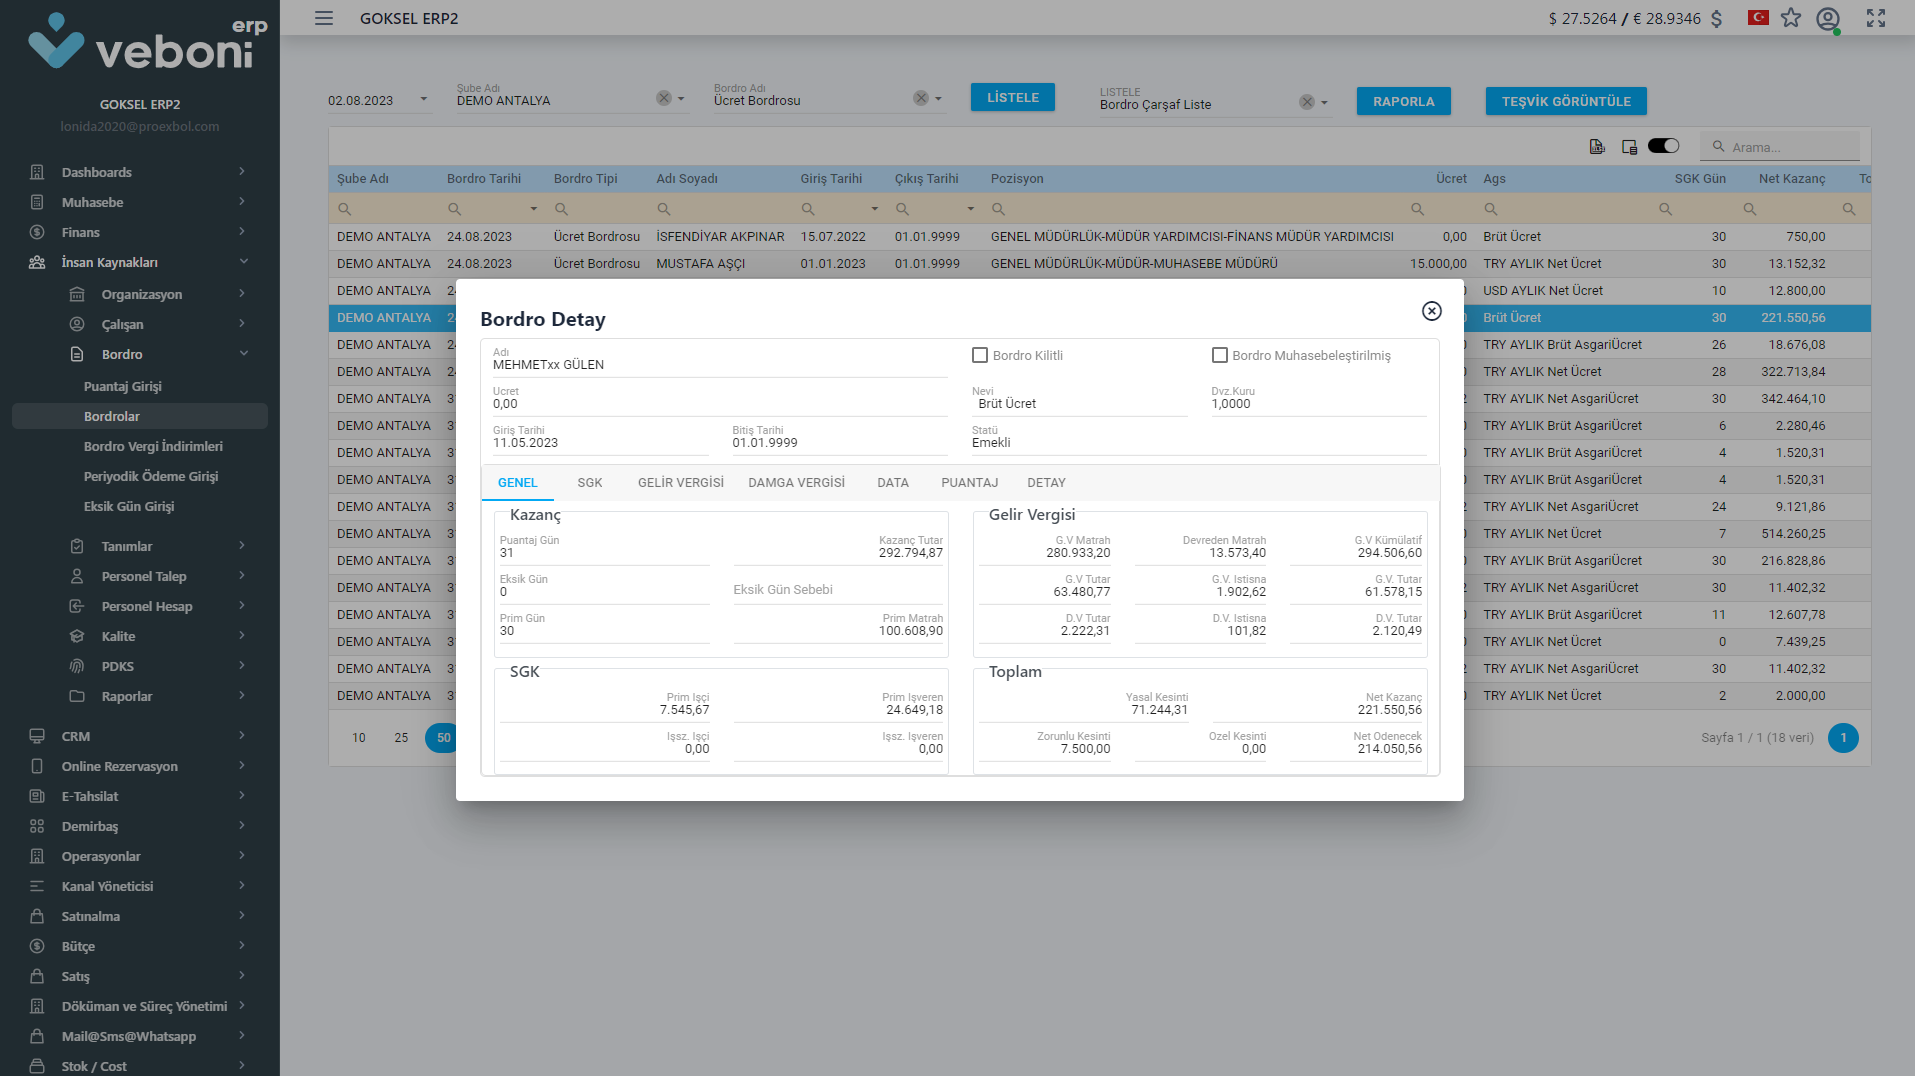 erp
veboni
GOKSEL ERP2
lonida2020@proexbol.com
Dashboards
Muhasebe
Finans
İnsan Kaynakları
Organizasyon
Çalışan
Bordro
Puantaj Girişi
Bordrolar
Bordro Vergi İndirimleri
Periyodik Ödeme Girişi
Eksik Gün Girişi
Tanımlar
Personel Talep
Personel Hesap
Kalite
PDKS
Raporlar
CRM
Online Rezervasyon
E-Tahsilat
Demirbaş
Operasyonlar
Kanal Yöneticisi
Satınalma
Bütçe
Satış
Döküman ve Süreç Yönetimi
Mail@Sms@Whatsapp
Stok / Cost
GOKSEL ERP2
$ 27.5264 / € 28.9346 $
02.08.2023
Şube Adı
DEMO ANTALYA
Bordro Adı
Ücret Bordrosu
LİSTELE
LİSTELE
Bordro Çarşaf Liste
RAPORLA
TEŞVİK GÖRÜNTÜLE
Arama...
Şube Adı Bordro Tarihi Bordro Tipi Adı Soyadı Giriş Tarihi Çıkış Tarihi Pozisyon Ücret Ags SGK Gün Net Kazanç To
DEMO ANTALYA 24.08.2023 Ücret Bordrosu İSFENDİYAR AKPINAR 15.07.2022 01.01.9999 GENEL MÜDÜRLÜK-MÜDÜR YARDIMCISI-FİNANS MÜDÜR YARDIMCISI 0,00 Brüt Ücret 30 750,00
DEMO ANTALYA 24.08.2023 Ücret Bordrosu MUSTAFA AŞÇI 01.01.2023 01.01.9999 GENEL MÜDÜRLÜK-MÜDÜR-MUHASEBE MÜDÜRÜ 15.000,00 TRY AYLIK Net Ücret 30 13.152,32
DEMO ANTALYA 2 0 USD AYLIK Net Ücret 10 12.800,00
DEMO ANTALYA 2 0 Brüt Ücret 30 221.550,56
DEMO ANTALYA 2 0 TRY AYLIK Brüt AsgariÜcret 26 18.676,08
DEMO ANTALYA 2 0 TRY AYLIK Net Ücret 28 322.713,84
DEMO ANTALYA 3 2 TRY AYLIK Net AsgariÜcret 30 342.464,10
DEMO ANTALYA 3 0 TRY AYLIK Brüt AsgariÜcret 6 2.280,46
DEMO ANTALYA 3 0 TRY AYLIK Brüt AsgariÜcret 4 1.520,31
DEMO ANTALYA 3 0 TRY AYLIK Brüt AsgariÜcret 4 1.520,31
DEMO ANTALYA 3 2 TRY AYLIK Net AsgariÜcret 24 9.121,86
DEMO ANTALYA 3 0 TRY AYLIK Net Ücret 7 514.260,25
DEMO ANTALYA 3 0 TRY AYLIK Brüt AsgariÜcret 30 216.828,86
DEMO ANTALYA 3 2 TRY AYLIK Net AsgariÜcret 30 11.402,32
DEMO ANTALYA 3 0 TRY AYLIK Brüt AsgariÜcret 11 12.607,78
DEMO ANTALYA 3 0 TRY AYLIK Net Ücret 0 7.439,25
DEMO ANTALYA 3 2 TRY AYLIK Net AsgariÜcret 30 11.402,32
DEMO ANTALYA 3 0 TRY AYLIK Net Ücret 2 2.000,00
10 25 50
Sayfa 1 / 1 (18 veri) 1
Bordro Detay
Adı
MEHMETxx GÜLEN
Bordro Kilitli
Bordro Muhasebeleştirilmiş
Ucret Nevi Dvz.Kuru
0,00 Brüt Ücret 1,0000
Giriş Tarihi Bitiş Tarihi Statü
11.05.2023 01.01.9999 Emekli
GENEL SGK GELİR VERGİSİ DAMGA VERGİSİ DATA PUANTAJ DETAY
Kazanç
Puantaj Gün Kazanç Tutar
31 292.794,87
Eksik Gün Eksik Gün Sebebi
0
Prim Gün Prim Matrah
30 100.608,90
Gelir Vergisi
G.V Matrah Devreden Matrah G.V Kümülatif
280.933,20 13.573,40 294.506,60
G.V Tutar G.V. Istisna G.V. Tutar
63.480,77 1.902,62 61.578,15
D.V Tutar D.V. Istisna D.V. Tutar
2.222,31 101,82 2.120,49
SGK
Prim Işçi Prim Işveren
7.545,67 24.649,18
Işsz. Işçi Işsz. Işveren
0,00 0,00
Toplam
Yasal Kesinti Net Kazanç
71.244,31 221.550,56
Zorunlu Kesinti Ozel Kesinti Net Odenecek
7.500,00 0,00 214.050,56